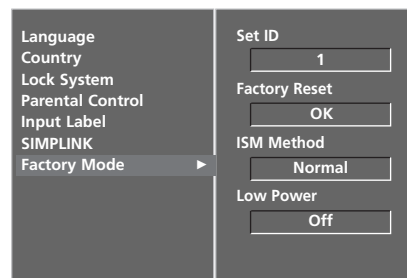 Language
Country
Lock System
Parental Control
Input Label
SIMPLINK
Factory Mode ►
Set ID
1
Factory Reset
OK
ISM Method
Normal
Low Power
Off